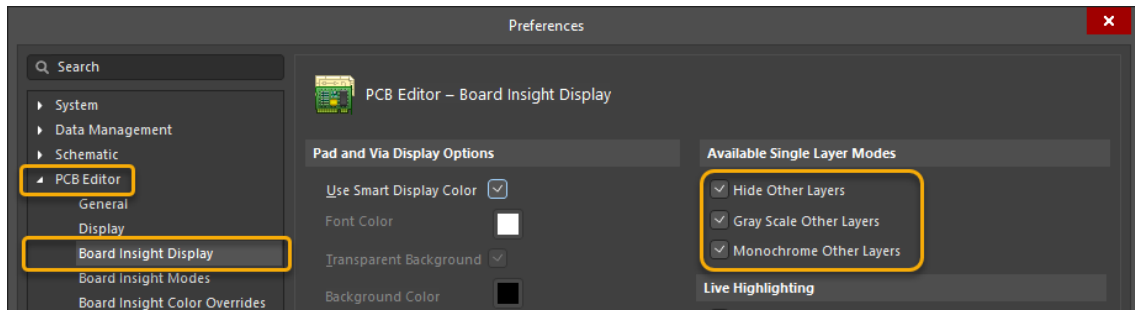 Preferences
Search
System
Data Management
Schematic
PCB Editor
General
Display
Board Insight Display
Board Insight Modes
Board Insight Color Overrides
PCB Editor – Board Insight Display
Pad and Via Display Options
Use Smart Display Color
Font Color
Transparent Background
Background Color
Available Single Layer Modes
Hide Other Layers
Gray Scale Other Layers
Monochrome Other Layers
Live Highlighting